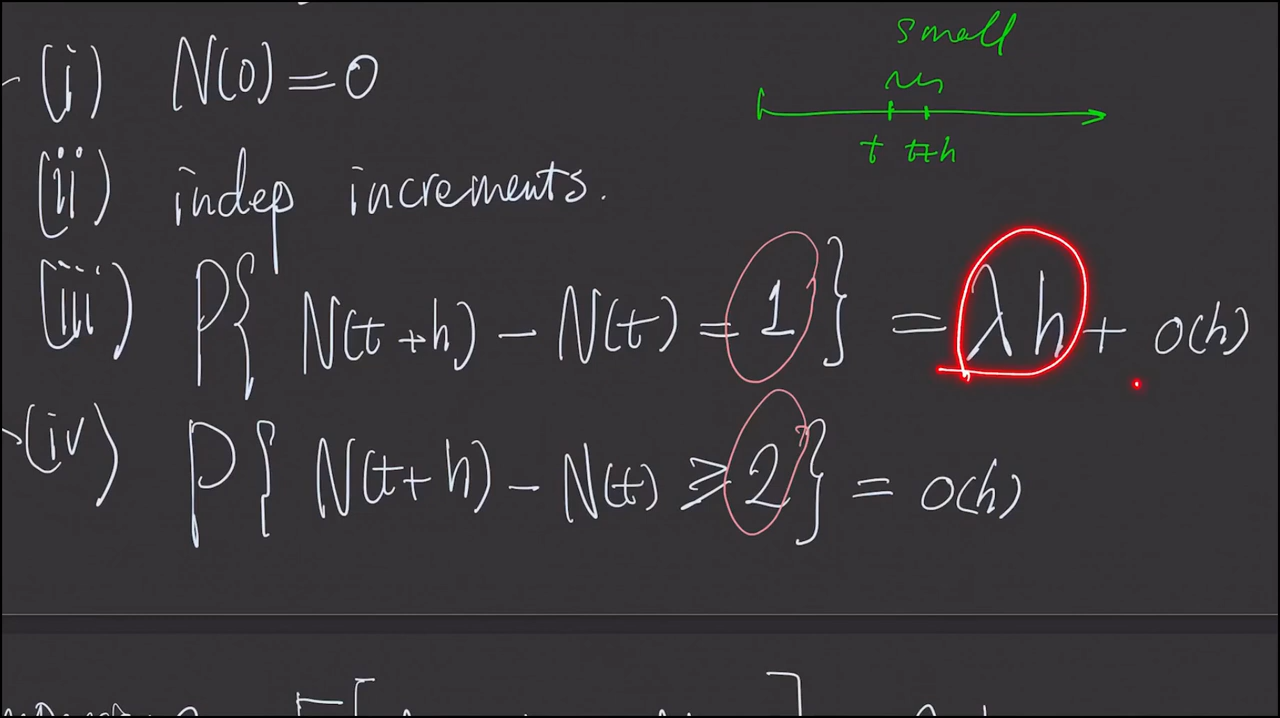 small
(i) N(0) = 0
t t+h
(ii) indep increments.
(iii) P{ N(t+h) - N(t) = 1 } = λh + o(h)
(iv) P{ N(t+h) - N(t) ≥ 2 } = o(h)